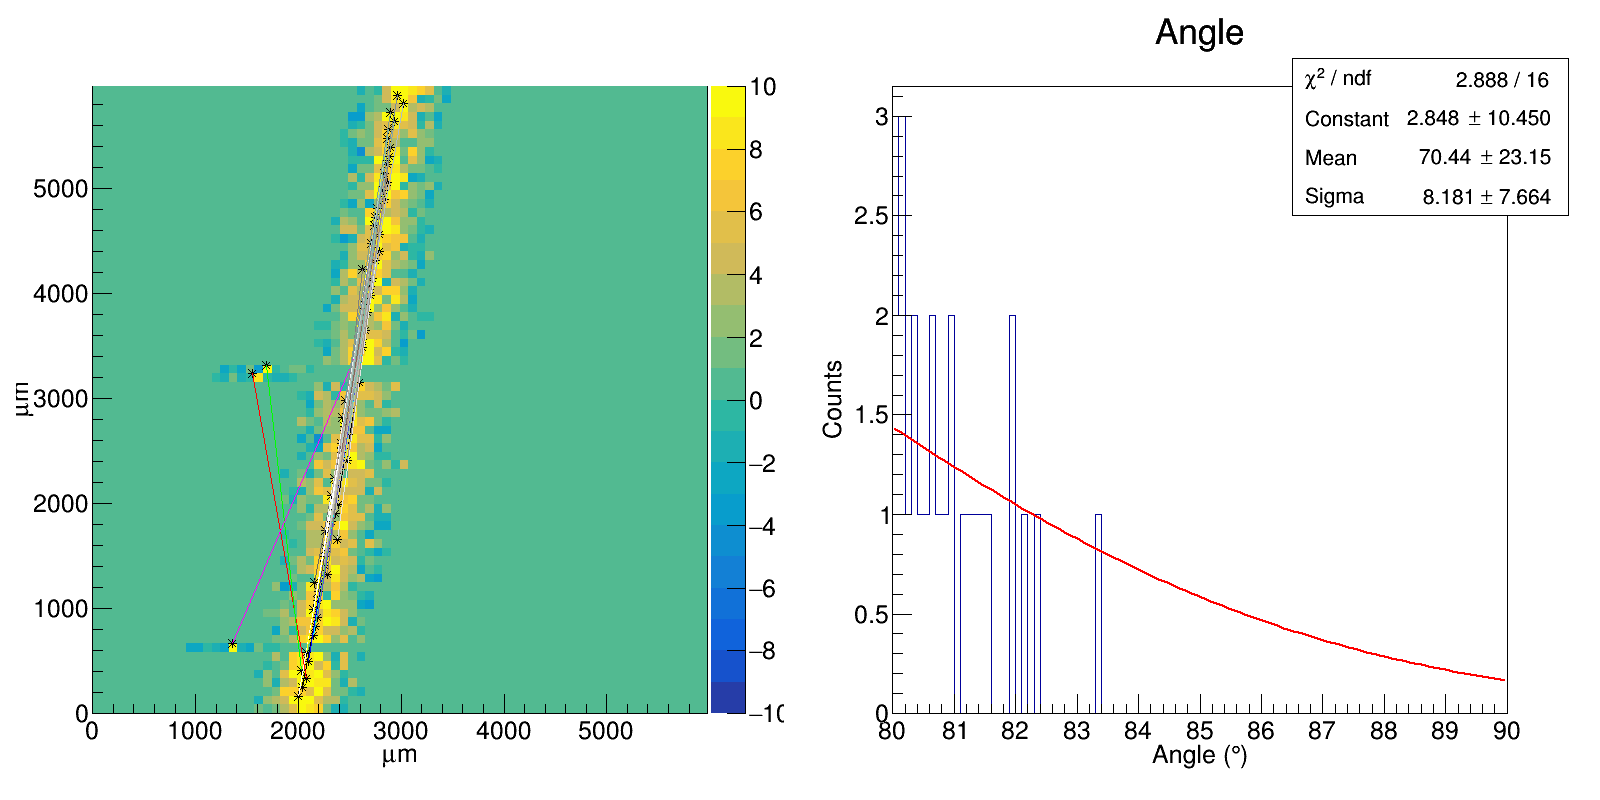 Angle
χ² / ndf 2.888 / 16
Constant 2.848 ± 10.450
Mean 70.44 ± 23.15
Sigma 8.181 ± 7.664
10
8
6
4
2
0
−2
−4
−6
−8
−10
5000
4000
3000
2000
1000
0
μm
0 1000 2000 3000 4000 5000
μm
3
2.5
2
1.5
1
0.5
0
Counts
80 81 82 83 84 85 86 87 88 89 90
Angle (°)